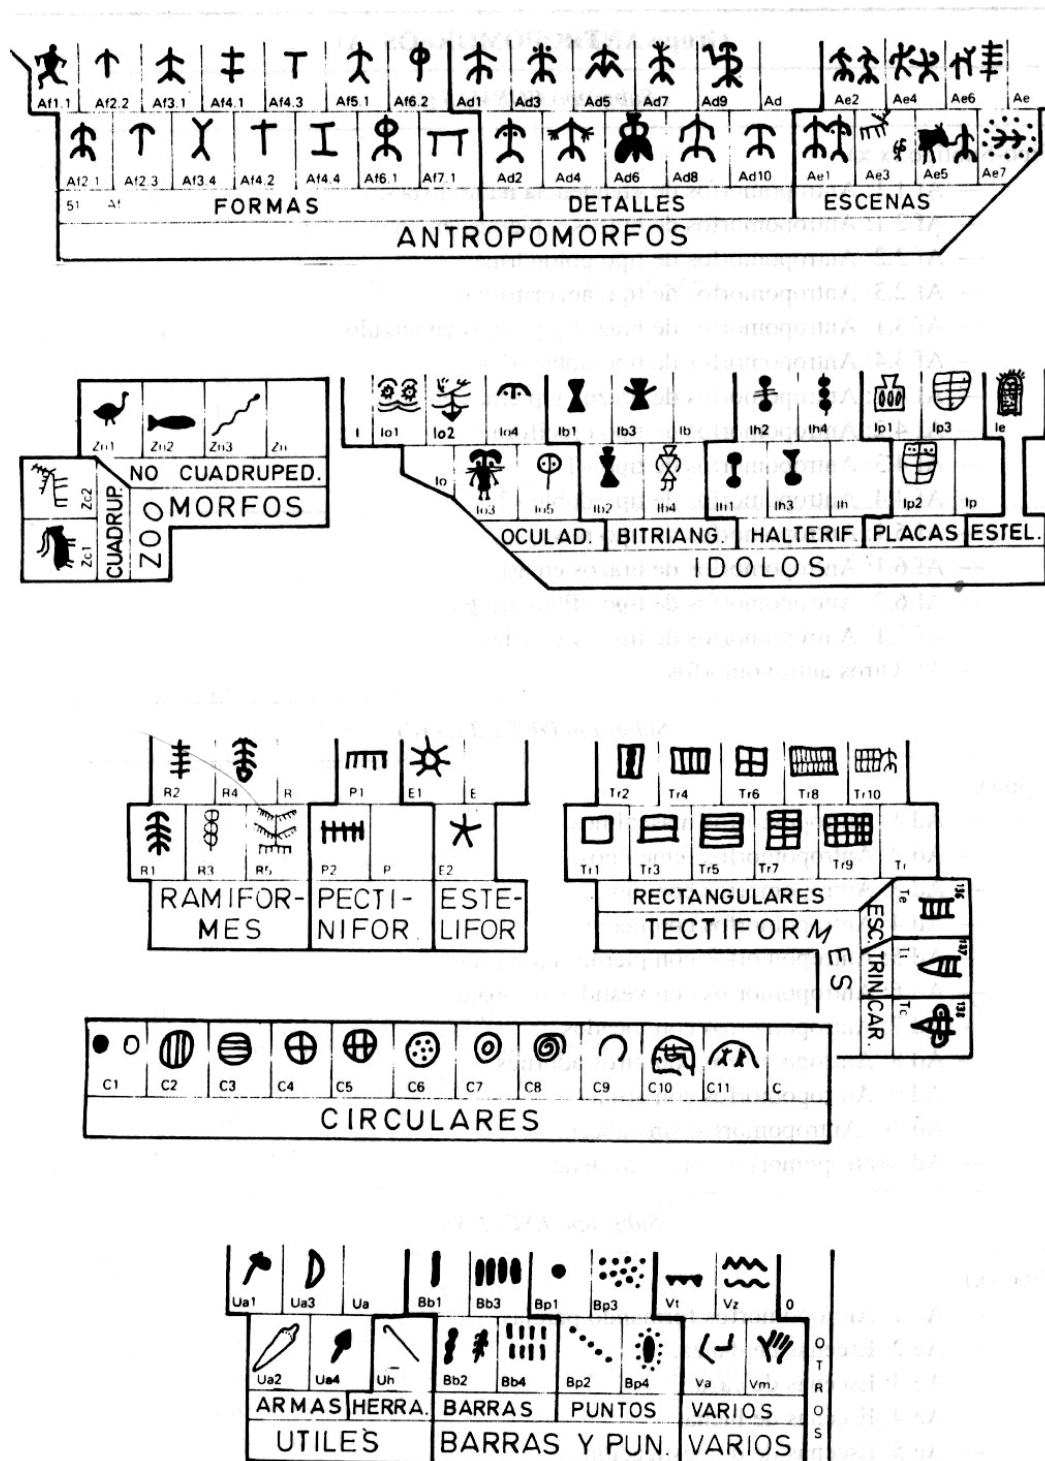 Af1.1 Af2.2 Af3.1 Af4.1 Af4.3 Af5.1 Af6.2 Ad1 Ad3 Ad5 Ad7 Ad9 Ad Ae2 Ae4 Ae6 Ae
Af2.1 Af2.3 Af3.4 Af4.2 Af4.4 Af6.1 Af7.1 Ad2 Ad4 Ad6 Ad8 Ad10 Ae1 Ae3 Ae5 Ae7
51 Af
FORMAS DETALLES ESCENAS
ANTROPOMORFOS
Zn1 Zn2 Zn3 Zn
NO CUADRUPED.
Zc2
Zc1
CUADRUP.
ZOO
MORFOS
I Io1 Io2 Io4 Ib1 Ib3 Ib Ih2 Ih4 Ip1 Ip3 Ie
Io Io3 Io5 Ib2 Ib4 Ih1 Ih3 Ih Ip2 Ip
OCULAD. BITRIANG. HALTERIF. PLACAS ESTEL.
IDOLOS
R2 R4 R P1 E1 E
R1 R3 R5 P2 P E2
RAMIFOR- PECTI- ESTE-
MES NIFOR. LIFOR
Tr2 Tr4 Tr6 Tr8 Tr10
Tr1 Tr3 Tr5 Tr7 Tr9 Tr
RECTANGULARES
TECTIFORMES
ESC. TRIN. CAR.
Te 136
Tt 137
Tc 138
C1 C2 C3 C4 C5 C6 C7 C8 C9 C10 C11 C
CIRCULARES
Ua1 Ua3 Ua Bb1 Bb3 Bp1 Bp3 Vt Vz 0
Ua2 Ua4 Uh Bb2 Bb4 Bp2 Bp4 Va Vm
ARMAS HERRA. BARRAS PUNTOS VARIOS
UTILES BARRAS Y PUN. VARIOS
OTROS